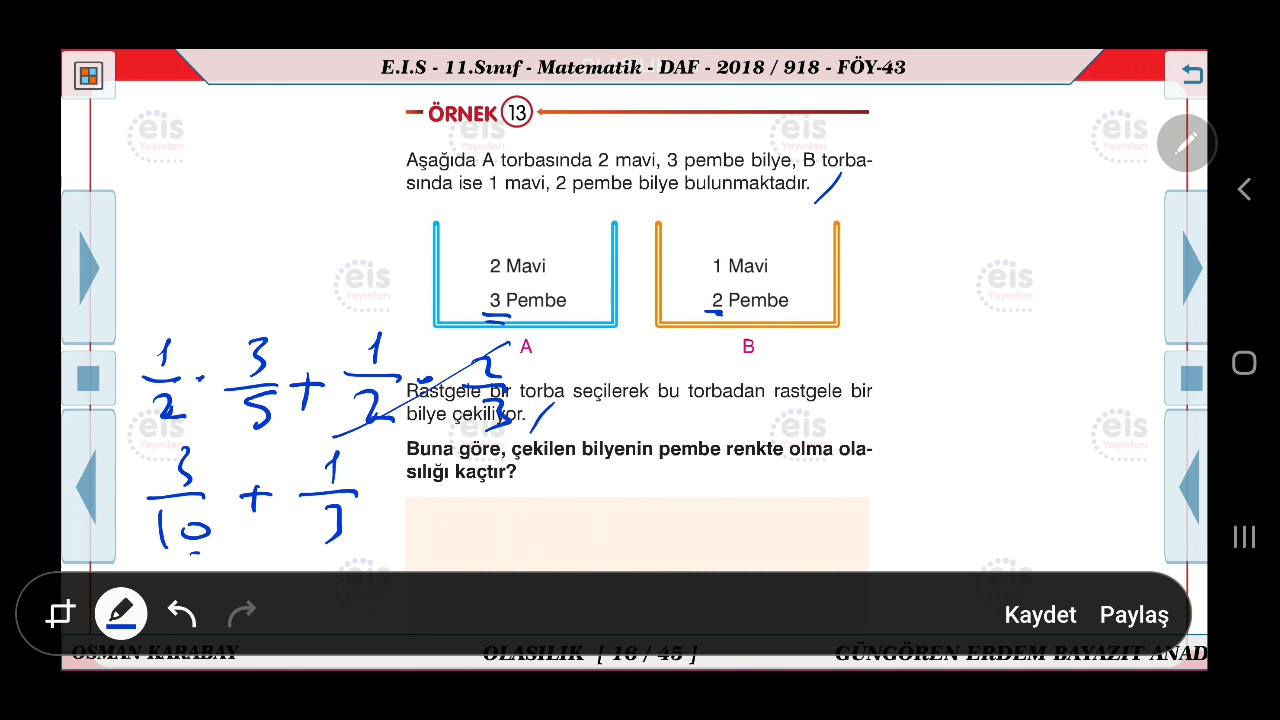 E.I.S - 11.Sınıf - Matematik - DAF - 2018 / 918 - FÖY-43
ÖRNEK 13
Aşağıda A torbasında 2 mavi, 3 pembe bilye, B torba-
sında ise 1 mavi, 2 pembe bilye bulunmaktadır.
2 Mavi
3 Pembe
A
1 Mavi
2 Pembe
B
1/2 · 3/5 + 1/2 · 2/3
3/10 + 1/3
Rastgele bir torba seçilerek bu torbadan rastgele bir
bilye çekiliyor.
Buna göre, çekilen bilyenin pembe renkte olma ola-
sılığı kaçtır?
eis
Yayınları
Kaydet Paylaş
OSMAN KARABAY
OLASILIK [ 16 / 45 ]
GÜNGÖREN ERDEM BAYAZIT ANAD